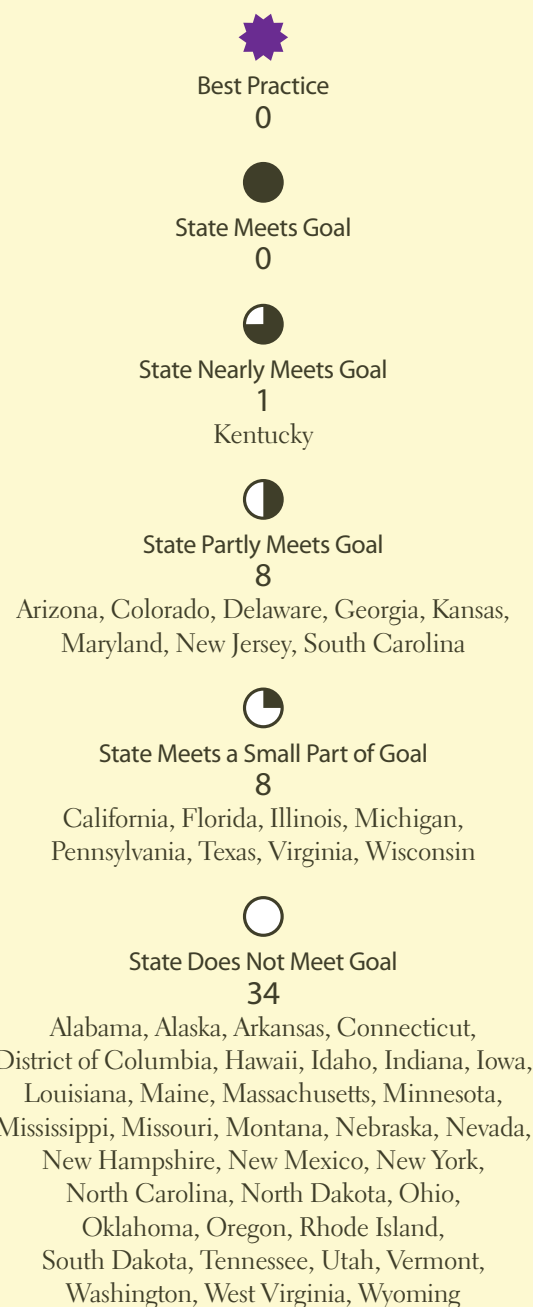 Best Practice
0
State Meets Goal
0
State Nearly Meets Goal
1
Kentucky
State Partly Meets Goal
8
Arizona, Colorado, Delaware, Georgia, Kansas,
Maryland, New Jersey, South Carolina
State Meets a Small Part of Goal
8
California, Florida, Illinois, Michigan,
Pennsylvania, Texas, Virginia, Wisconsin
State Does Not Meet Goal
34
Alabama, Alaska, Arkansas, Connecticut,
District of Columbia, Hawaii, Idaho, Indiana, Iowa,
Louisiana, Maine, Massachusetts, Minnesota,
Mississippi, Missouri, Montana, Nebraska, Nevada,
New Hampshire, New Mexico, New York,
North Carolina, North Dakota, Ohio,
Oklahoma, Oregon, Rhode Island,
South Dakota, Tennessee, Utah, Vermont,
Washington, West Virginia, Wyoming